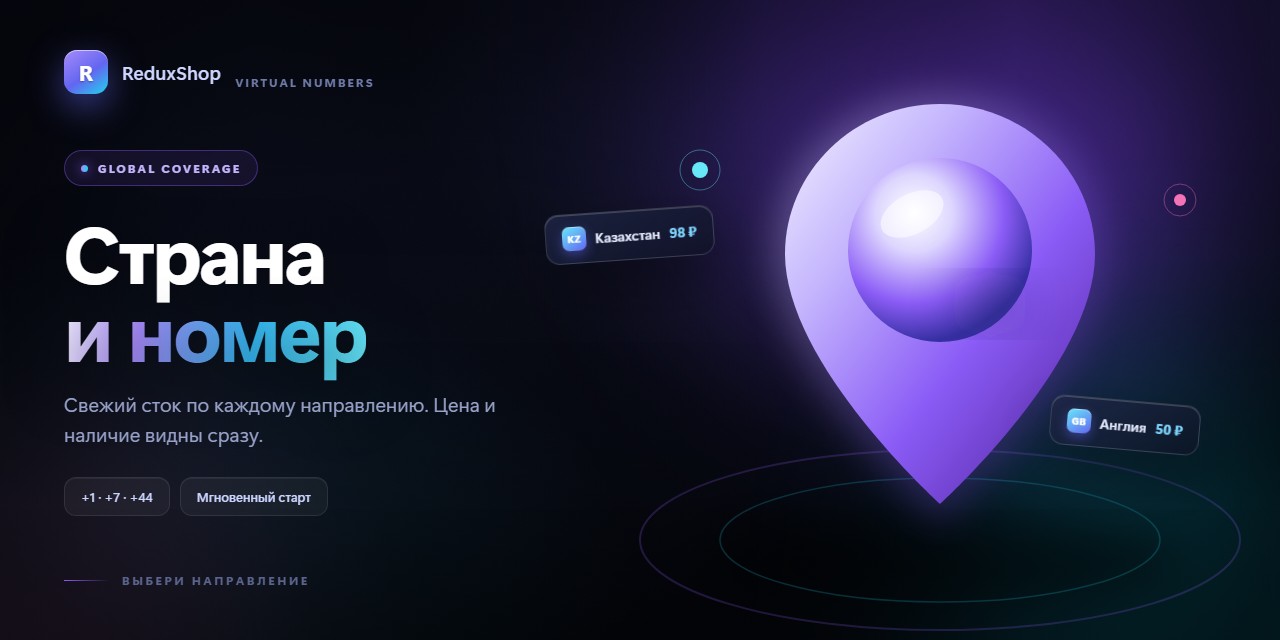 R
ReduxShop VIRTUAL NUMBERS
GLOBAL COVERAGE
Страна
и номер
Свежий сток по каждому направлению. Цена и
наличие видны сразу.
+1 · +7 · +44
Мгновенный старт
ВЫБЕРИ НАПРАВЛЕНИЕ
KZ Казахстан 98 ₽
GB Англия 50 ₽